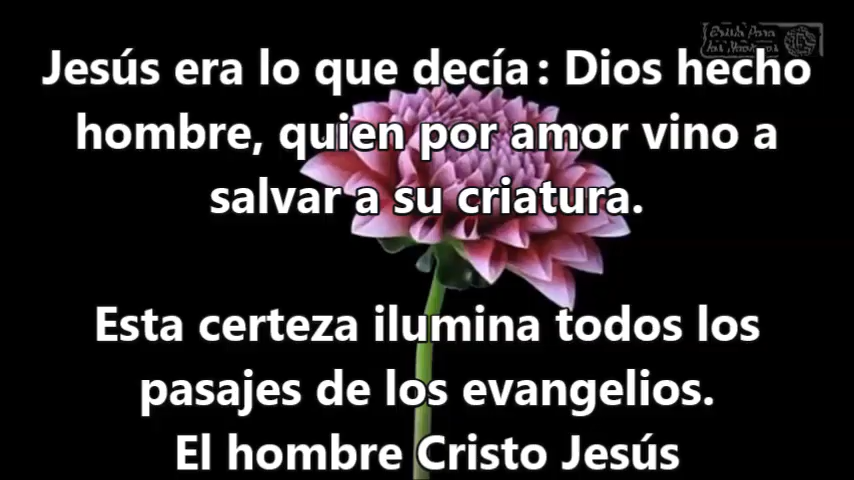 Jesús era lo que decía: Dios hecho
hombre, quien por amor vino a
salvar a su criatura.
Esta certeza ilumina todos los
pasajes de los evangelios.
El hombre Cristo Jesús